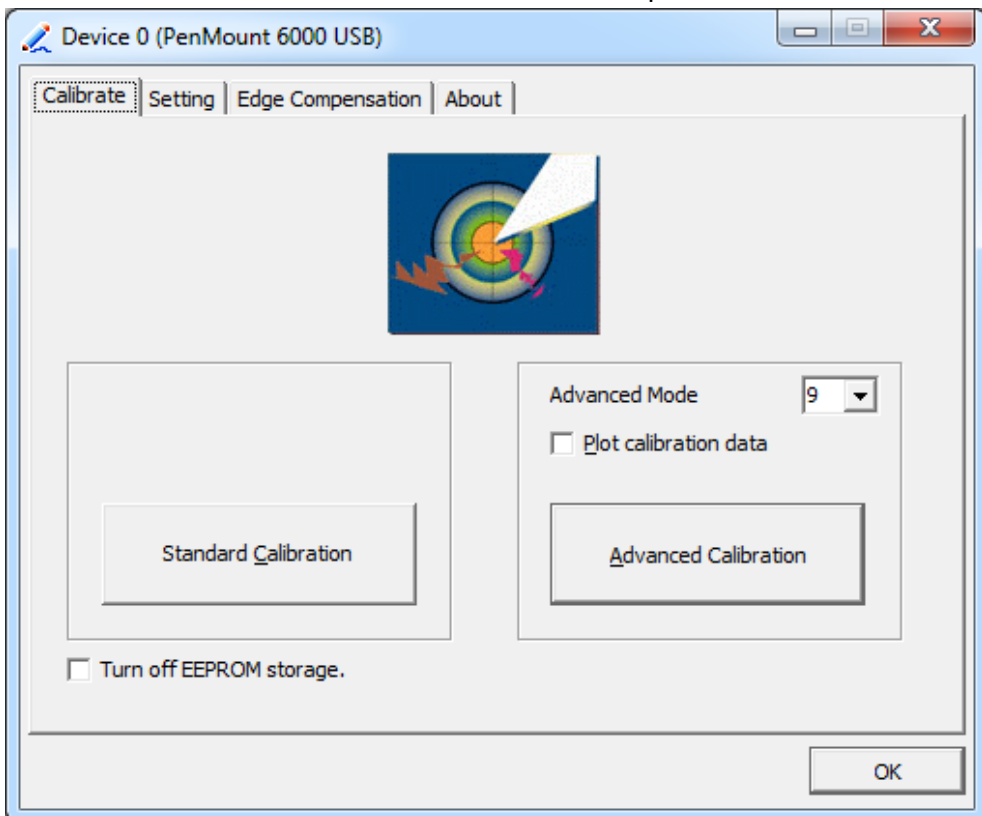 Device 0 (PenMount 6000 USB)
Calibrate Setting Edge Compensation About
Advanced Mode 9
Plot calibration data
Standard Calibration
Advanced Calibration
Turn off EEPROM storage.
OK